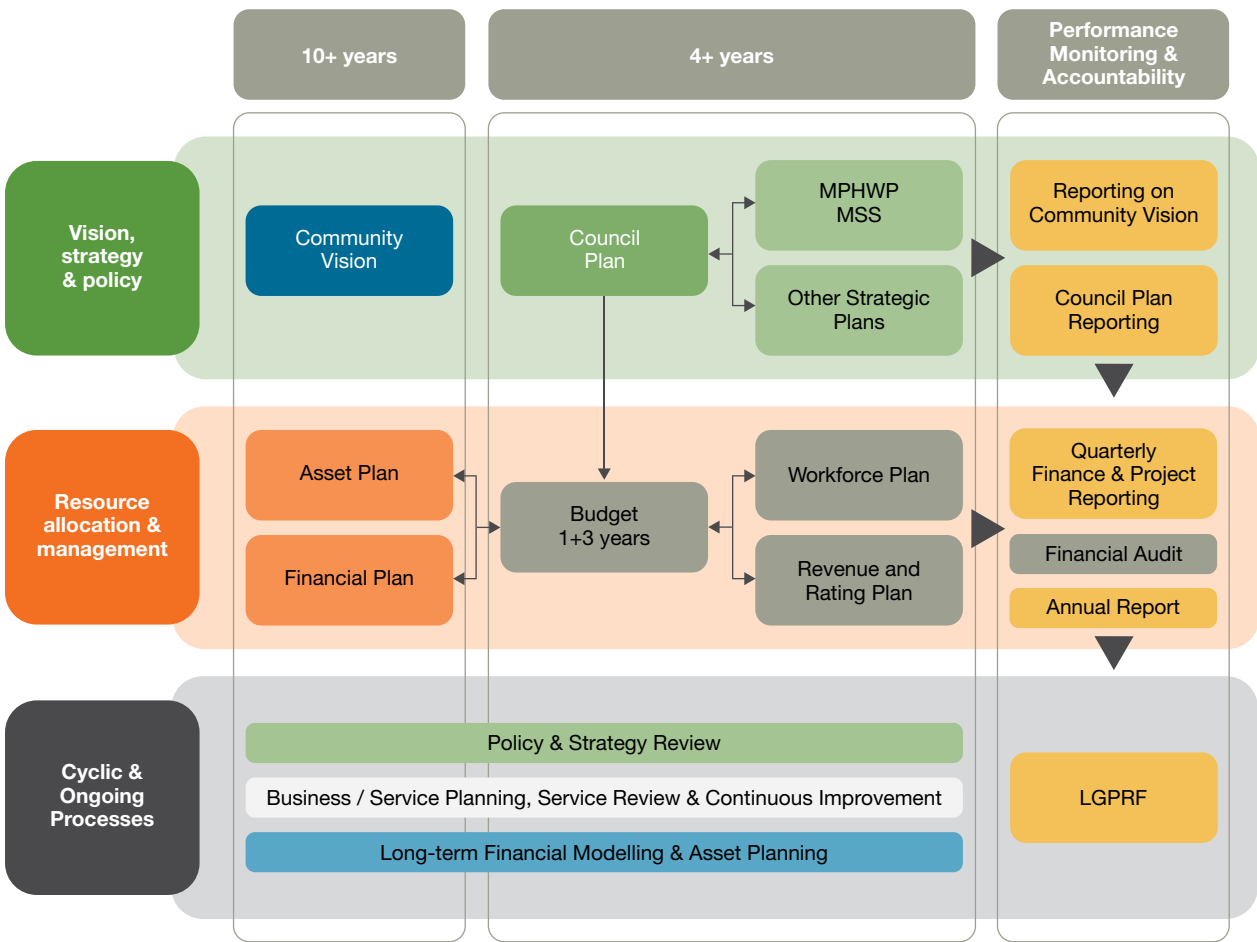 10+ years
4+ years
Performance
Monitoring &
Accountability
Vision,
strategy
& policy
Community
Vision
Council
Plan
MPHWP
MSS
Other Strategic
Plans
Reporting on
Community Vision
Council Plan
Reporting
Resource
allocation &
management
Asset Plan
Financial Plan
Budget
1+3 years
Workforce Plan
Revenue and
Rating Plan
Quarterly
Finance & Project
Reporting
Financial Audit
Annual Report
Cyclic &
Ongoing
Processes
Policy & Strategy Review
Business / Service Planning, Service Review & Continuous Improvement
Long-term Financial Modelling & Asset Planning
LGPRF